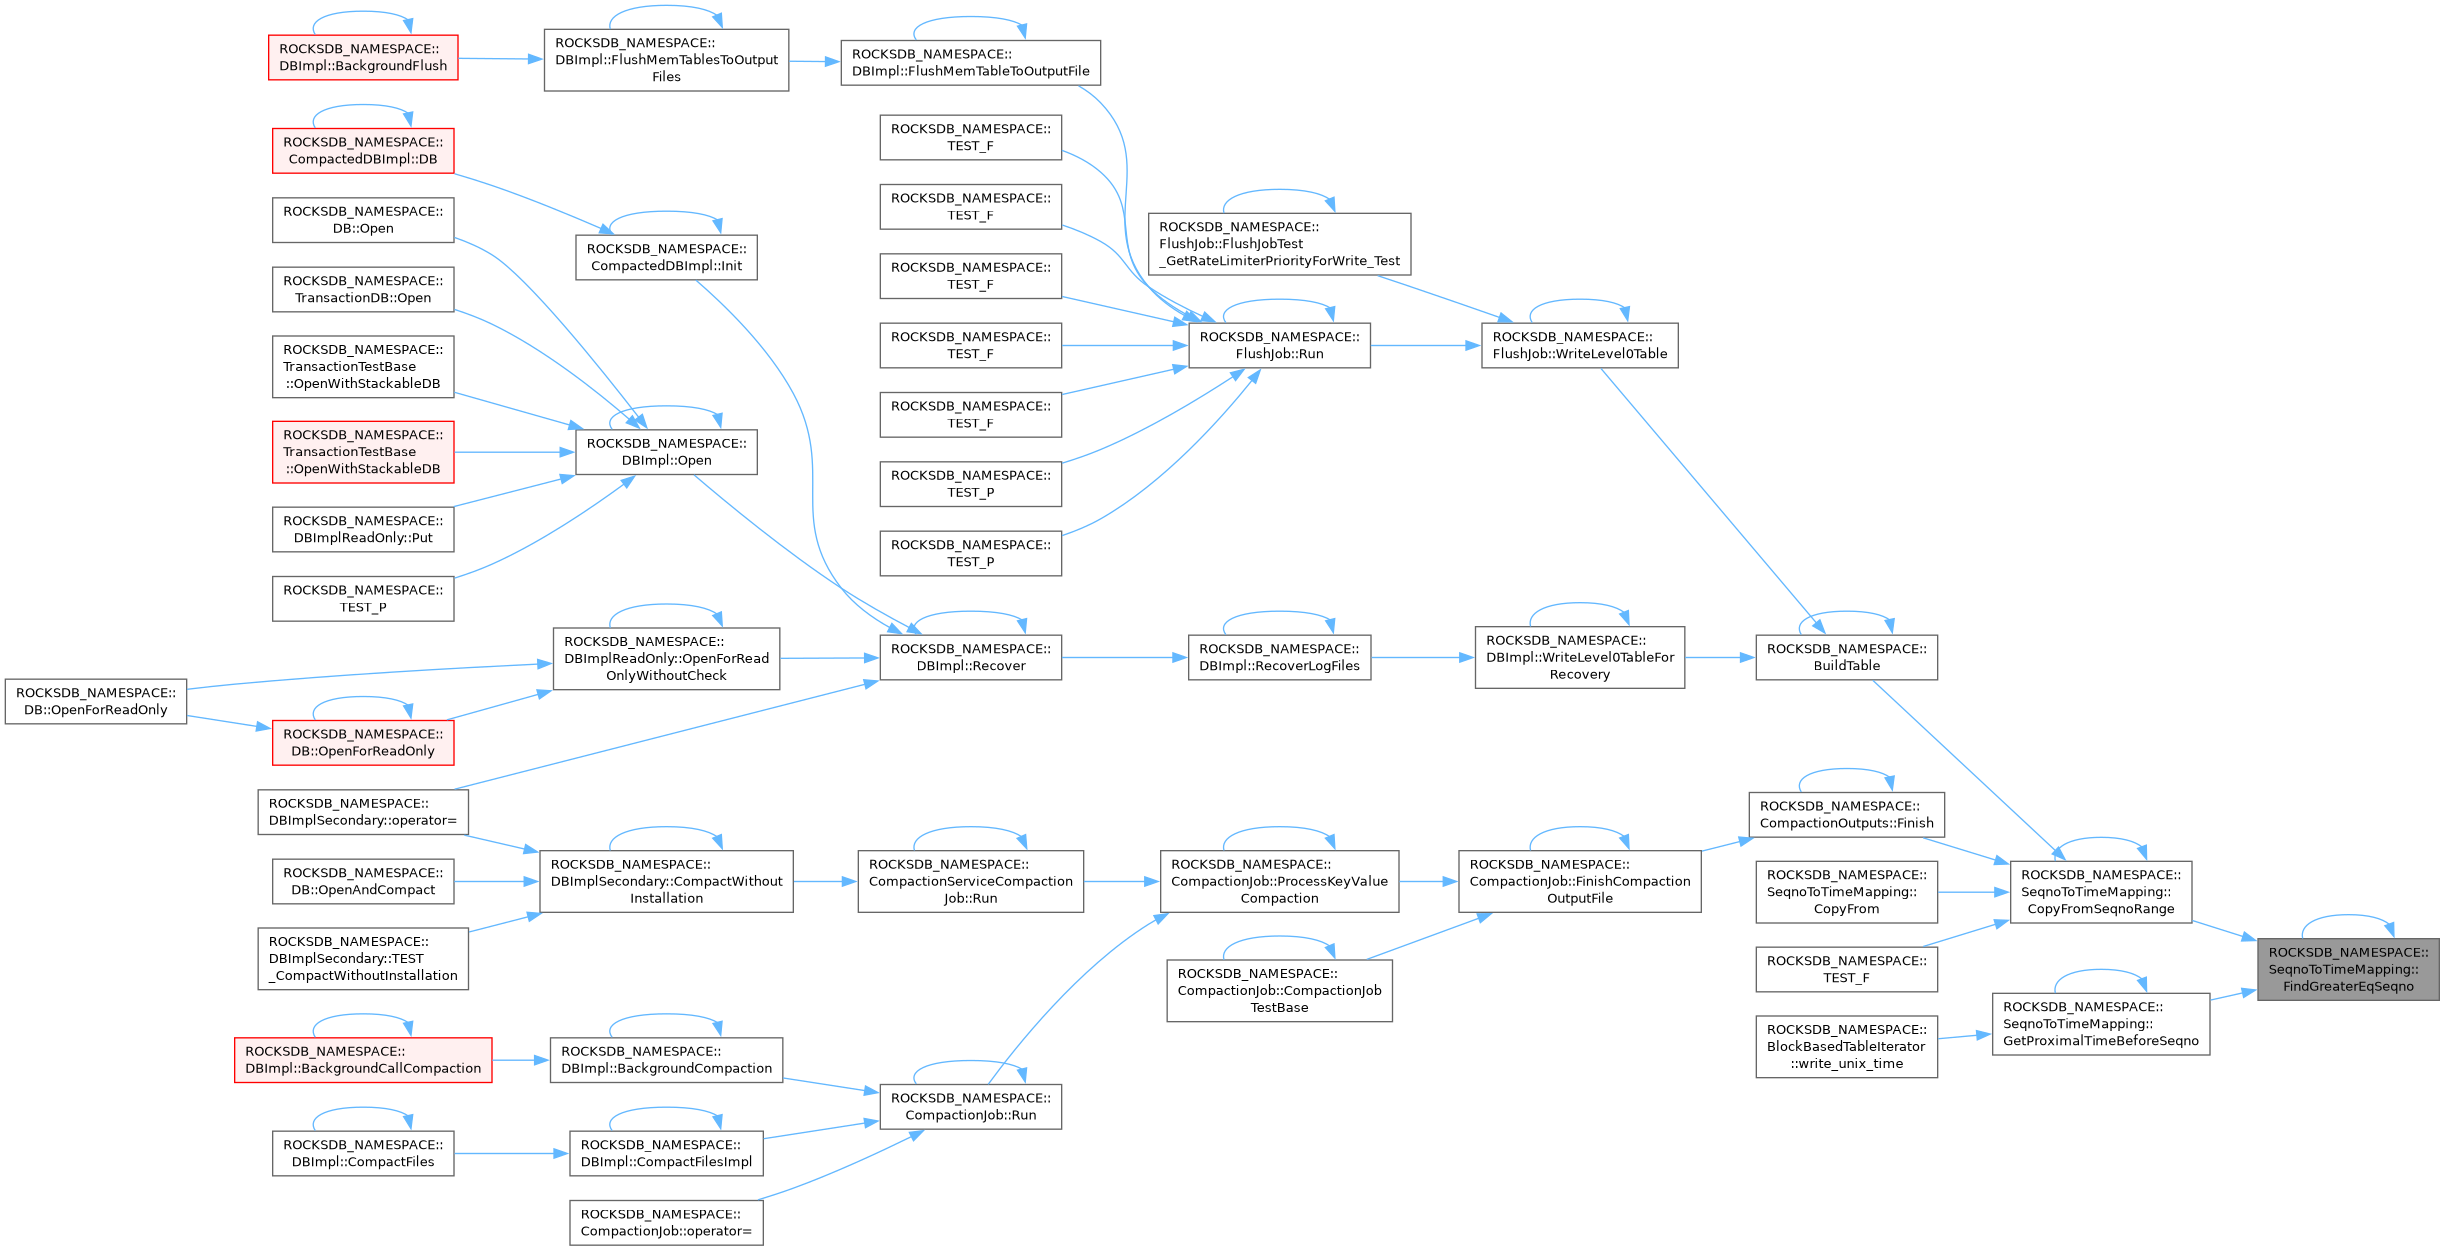 ROCKSDB_NAMESPACE::
DBImpl::BackgroundFlush
ROCKSDB_NAMESPACE::
DBImpl::FlushMemTablesToOutput
Files
ROCKSDB_NAMESPACE::
DBImpl::FlushMemTableToOutputFile
ROCKSDB_NAMESPACE::
CompactedDBImpl::DB
ROCKSDB_NAMESPACE::
DB::Open
ROCKSDB_NAMESPACE::
CompactedDBImpl::Init
ROCKSDB_NAMESPACE::
TransactionDB::Open
ROCKSDB_NAMESPACE::
TransactionTestBase
::OpenWithStackableDB
ROCKSDB_NAMESPACE::
TransactionTestBase
::OpenWithStackableDB
ROCKSDB_NAMESPACE::
DBImpl::Open
ROCKSDB_NAMESPACE::
DBImplReadOnly::Put
ROCKSDB_NAMESPACE::
TEST_P
ROCKSDB_NAMESPACE::
TEST_F
ROCKSDB_NAMESPACE::
TEST_F
ROCKSDB_NAMESPACE::
TEST_F
ROCKSDB_NAMESPACE::
TEST_F
ROCKSDB_NAMESPACE::
TEST_F
ROCKSDB_NAMESPACE::
TEST_P
ROCKSDB_NAMESPACE::
TEST_P
ROCKSDB_NAMESPACE::
FlushJob::FlushJobTest
_GetRateLimiterPriorityForWrite_Test
ROCKSDB_NAMESPACE::
FlushJob::Run
ROCKSDB_NAMESPACE::
FlushJob::WriteLevel0Table
ROCKSDB_NAMESPACE::
DB::OpenForReadOnly
ROCKSDB_NAMESPACE::
DB::OpenForReadOnly
ROCKSDB_NAMESPACE::
DBImplReadOnly::OpenForRead
OnlyWithoutCheck
ROCKSDB_NAMESPACE::
DBImpl::Recover
ROCKSDB_NAMESPACE::
DBImpl::RecoverLogFiles
ROCKSDB_NAMESPACE::
DBImpl::WriteLevel0TableFor
Recovery
ROCKSDB_NAMESPACE::
BuildTable
ROCKSDB_NAMESPACE::
DBImplSecondary::operator=
ROCKSDB_NAMESPACE::
DB::OpenAndCompact
ROCKSDB_NAMESPACE::
DBImplSecondary::TEST
_CompactWithoutInstallation
ROCKSDB_NAMESPACE::
DBImplSecondary::CompactWithout
Installation
ROCKSDB_NAMESPACE::
CompactionServiceCompaction
Job::Run
ROCKSDB_NAMESPACE::
CompactionJob::ProcessKeyValue
Compaction
ROCKSDB_NAMESPACE::
CompactionJob::FinishCompaction
OutputFile
ROCKSDB_NAMESPACE::
CompactionOutputs::Finish
ROCKSDB_NAMESPACE::
SeqnoToTimeMapping::
CopyFrom
ROCKSDB_NAMESPACE::
TEST_F
ROCKSDB_NAMESPACE::
SeqnoToTimeMapping::
CopyFromSeqnoRange
ROCKSDB_NAMESPACE::
SeqnoToTimeMapping::
FindGreaterEqSeqno
ROCKSDB_NAMESPACE::
CompactionJob::CompactionJob
TestBase
ROCKSDB_NAMESPACE::
BlockBasedTableIterator
::write_unix_time
ROCKSDB_NAMESPACE::
SeqnoToTimeMapping::
GetProximalTimeBeforeSeqno
ROCKSDB_NAMESPACE::
DBImpl::BackgroundCallCompaction
ROCKSDB_NAMESPACE::
DBImpl::BackgroundCompaction
ROCKSDB_NAMESPACE::
CompactionJob::Run
ROCKSDB_NAMESPACE::
DBImpl::CompactFiles
ROCKSDB_NAMESPACE::
DBImpl::CompactFilesImpl
ROCKSDB_NAMESPACE::
CompactionJob::operator=